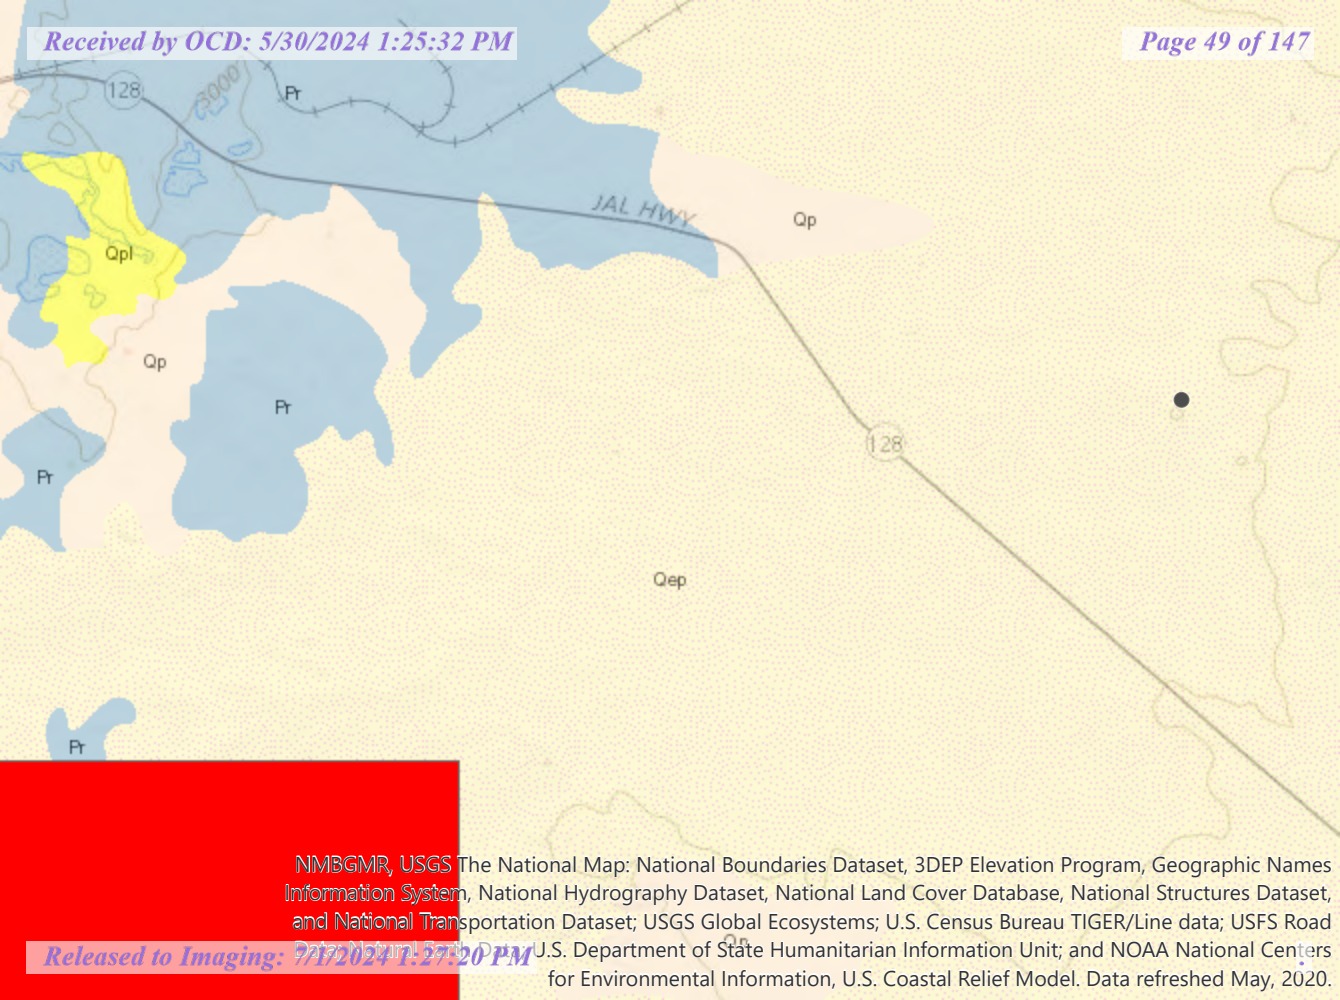 Received by OCD: 5/30/2024 1:25:32 PM
Page 49 of 147
128
3000
Pr
JAL HWY
Qp
Qpl
Qp
Pr
128
Pr
Qep
Pr
NMBGMR, USGS The National Map: National Boundaries Dataset, 3DEP Elevation Program, Geographic Names
Information System, National Hydrography Dataset, National Land Cover Database, National Structures Dataset,
and National Transportation Dataset; USGS Global Ecosystems; U.S. Census Bureau TIGER/Line data; USFS Road
Data; Natural Earth Data; U.S. Department of State Humanitarian Information Unit; and NOAA National Centers
for Environmental Information, U.S. Coastal Relief Model. Data refreshed May, 2020.
Released to Imaging: 7/1/2024 1:27:20 PM